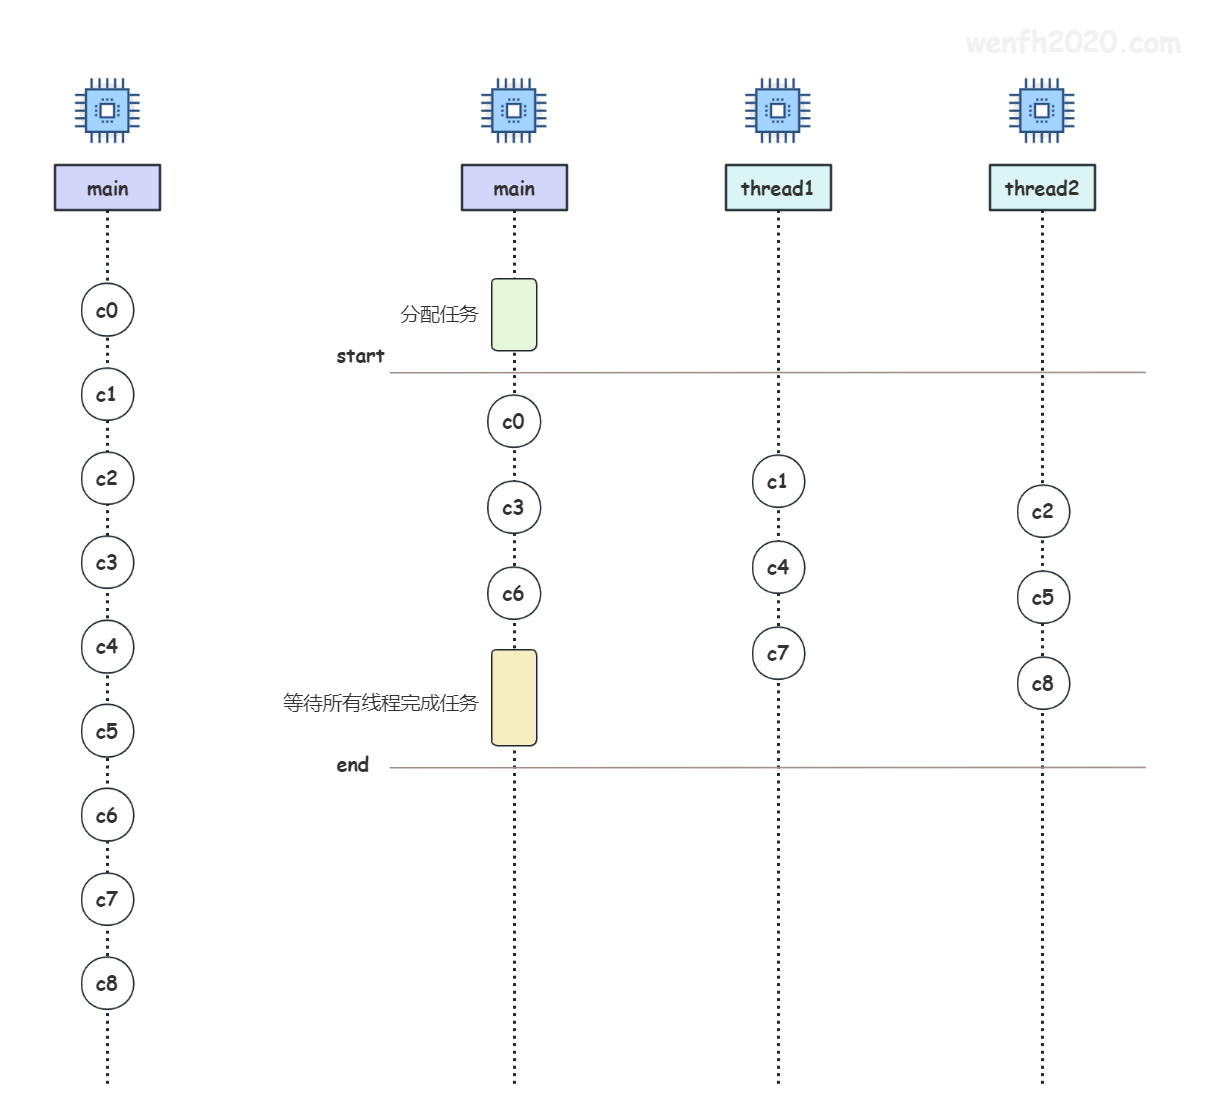 wenfh2020.com
main
main
thread1
thread2
c0
c1
c2
c3
c4
c5
c6
c7
c8
分配任务
start
c0
c3
c6
等待所有线程完成任务
end
c1
c4
c7
c2
c5
c8